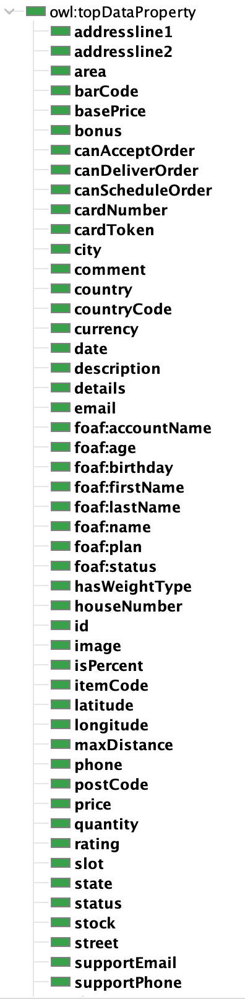 owl:topDataProperty
addressline1
addressline2
area
barCode
basePrice
bonus
canAcceptOrder
canDeliverOrder
canScheduleOrder
cardNumber
cardToken
city
comment
country
countryCode
currency
date
description
details
email
foaf:accountName
foaf:age
foaf:birthday
foaf:firstName
foaf:lastName
foaf:name
foaf:plan
foaf:status
hasWeightType
houseNumber
id
image
isPercent
itemCode
latitude
longitude
maxDistance
phone
postCode
price
quantity
rating
slot
state
status
stock
street
supportEmail
supportPhone